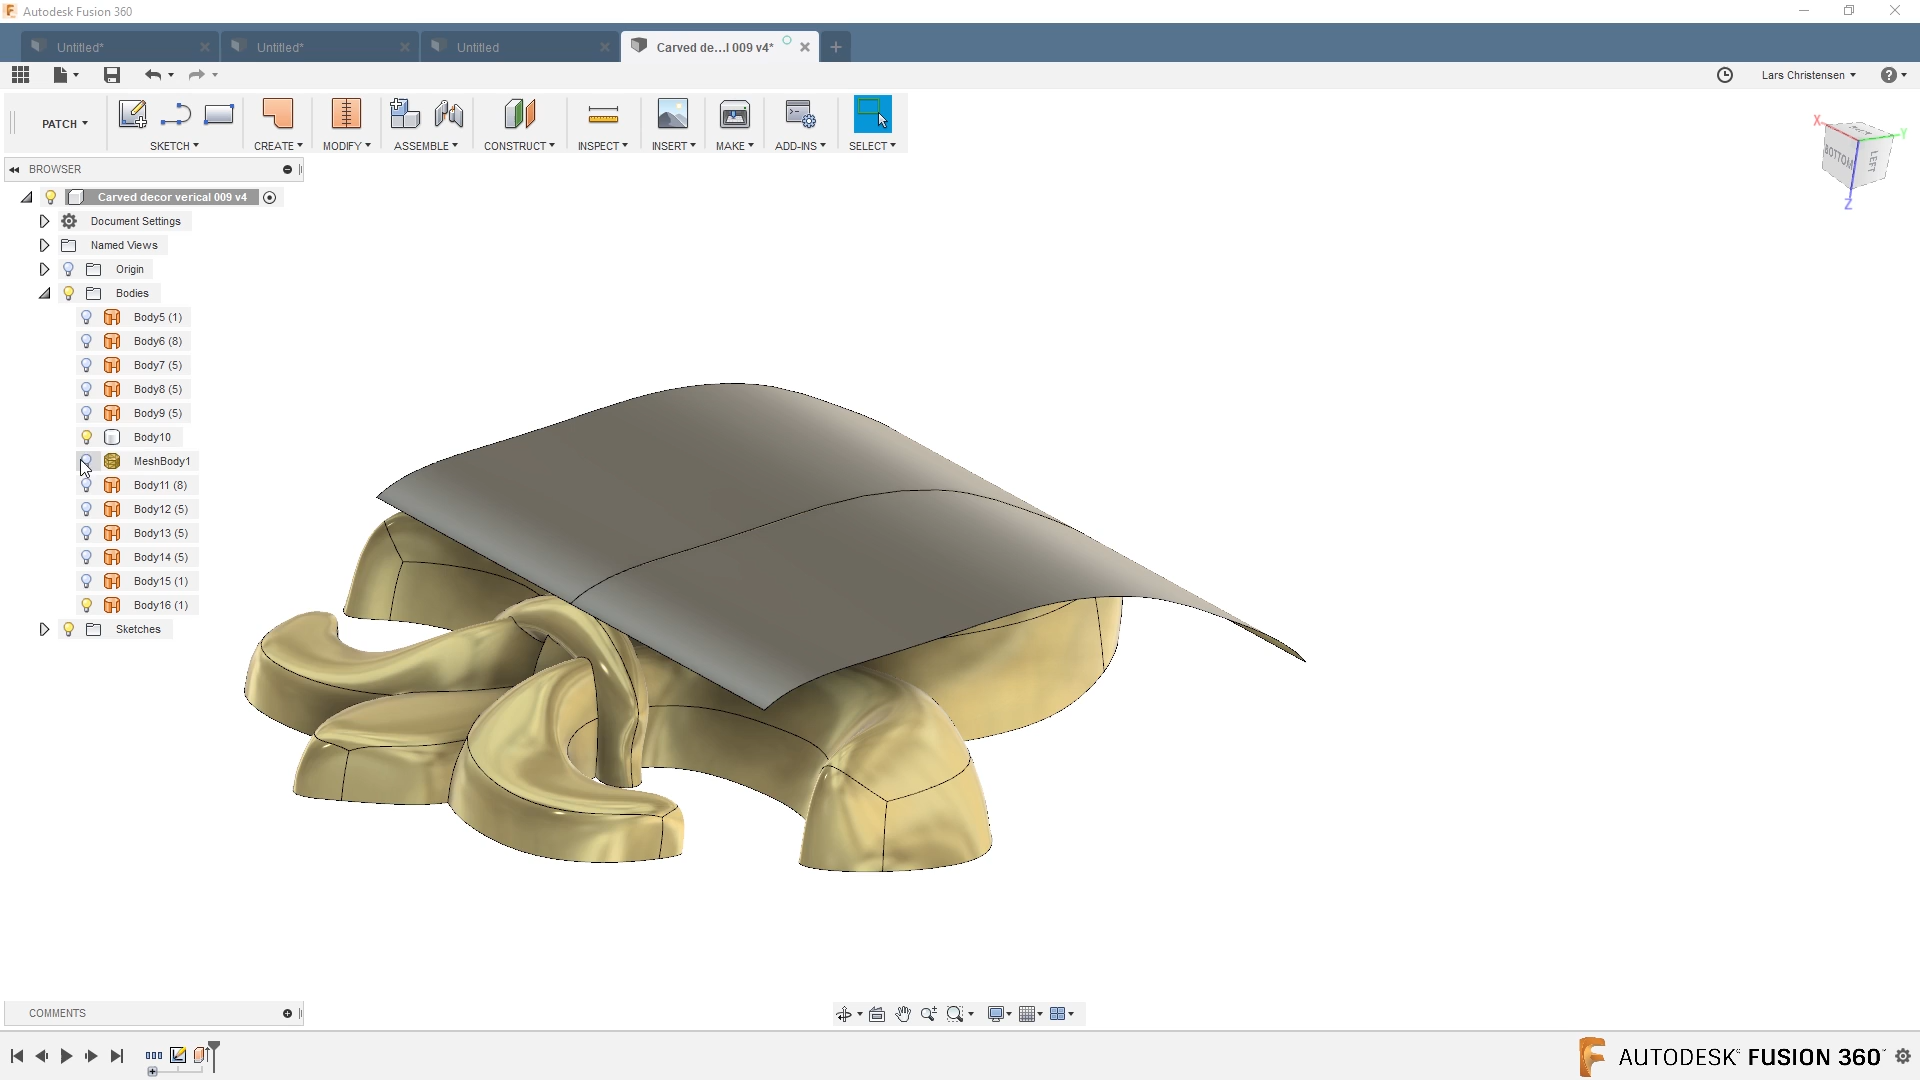 Autodesk Fusion 360
Untitled*
Untitled*
Untitled
Carved de...l 009 v4*
Lars Christensen
PATCH
SKETCH
CREATE
MODIFY
ASSEMBLE
CONSTRUCT
INSPECT
INSERT
MAKE
ADD-INS
SELECT
BROWSER
Carved decor verical 009 v4
Document Settings
Named Views
Origin
Bodies
Body5 (1)
Body6 (8)
Body7 (5)
Body8 (5)
Body9 (5)
Body10
MeshBody1
Body11 (8)
Body12 (5)
Body13 (5)
Body14 (5)
Body15 (1)
Body16 (1)
Sketches
X
Y
BOTTOM
LEFT
Z
COMMENTS
AUTODESK® FUSION 360™